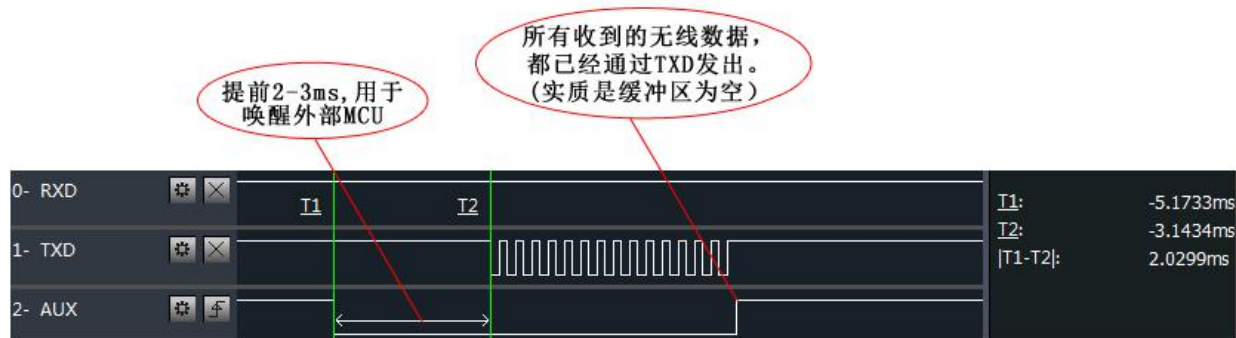 所有收到的无线数据，
都已经通过TXD发出。
(实质是缓冲区为空）
提前2-3ms,用于
唤醒外部MCU
0- RXD
T1
T2
T1: -5.1733ms
T2: -3.1434ms
1- TXD
|T1-T2|: 2.0299ms
2- AUX